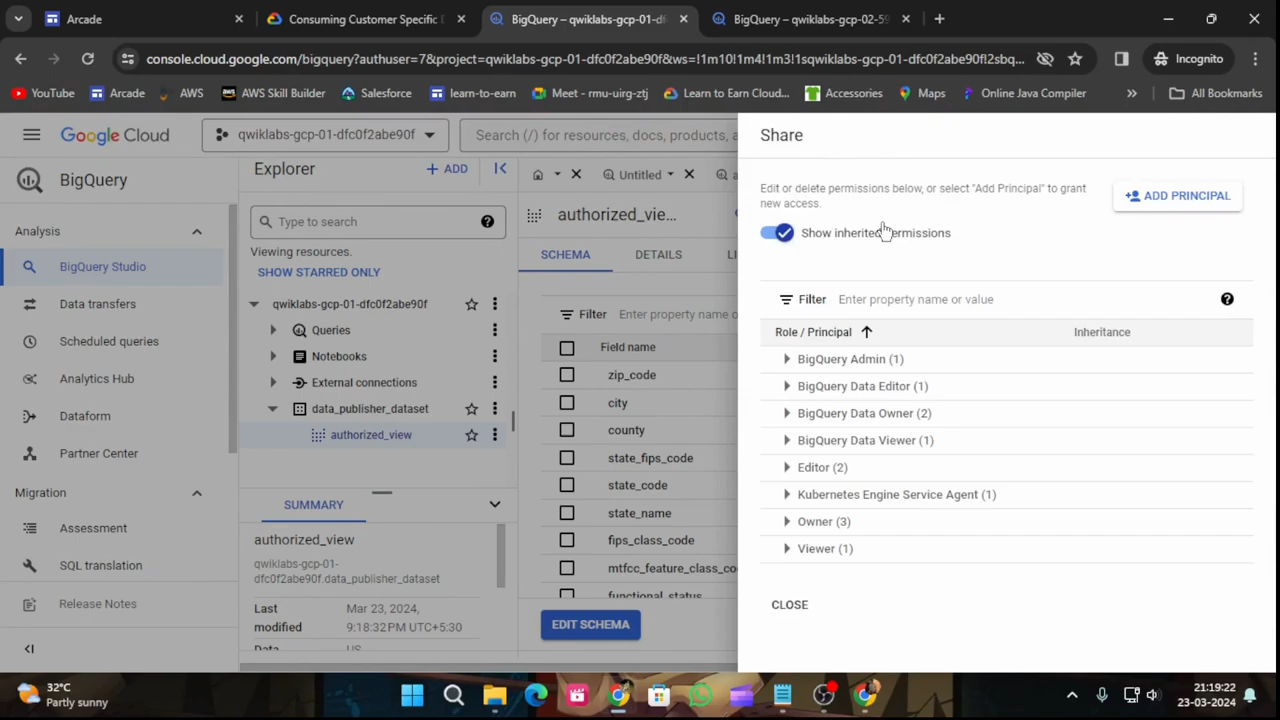 Arcade
Consuming Customer Specific D
BigQuery – qwiklabs-gcp-01-df
BigQuery – qwiklabs-gcp-02-59
console.cloud.google.com/bigquery?authuser=7&project=qwiklabs-gcp-01-dfc0f2abe90f&ws=!1m10!1m4!1m3!1sqwiklabs-gcp-01-dfc0f2abe90f!2sbq...
Incognito
YouTube
Arcade
AWS
AWS Skill Builder
Salesforce
learn-to-earn
Meet - rmu-uirg-ztj
Learn to Earn Cloud...
Accessories
Maps
Online Java Compiler
All Bookmarks
Google Cloud
qwiklabs-gcp-01-dfc0f2abe90f
Search (/) for resources, docs, products, a
BigQuery
Analysis
BigQuery Studio
Data transfers
Scheduled queries
Analytics Hub
Dataform
Partner Center
Migration
Assessment
SQL translation
Release Notes
Explorer
+ ADD
Type to search
Viewing resources.
SHOW STARRED ONLY
qwiklabs-gcp-01-dfc0f2abe90f
Queries
Notebooks
External connections
data_publisher_dataset
authorized_view
SUMMARY
authorized_view
qwiklabs-gcp-01-
dfc0f2abe90f.data_publisher_dataset
Last
modified
Mar 23, 2024,
9:18:32 PM UTC+5:30
Data
US
Untitled
a
authorized_vie...
SCHEMA
DETAILS
LI
Filter
Enter property name or
Field name
zip_code
city
county
state_fips_code
state_code
state_name
fips_class_code
mtfcc_feature_class_co
functional_status
EDIT SCHEMA
Share
Edit or delete permissions below, or select "Add Principal" to grant
new access.
ADD PRINCIPAL
Show inherited permissions
Filter
Enter property name or value
Role / Principal
Inheritance
BigQuery Admin (1)
BigQuery Data Editor (1)
BigQuery Data Owner (2)
BigQuery Data Viewer (1)
Editor (2)
Kubernetes Engine Service Agent (1)
Owner (3)
Viewer (1)
CLOSE
32°C
Partly sunny
21:19:22
23-03-2024